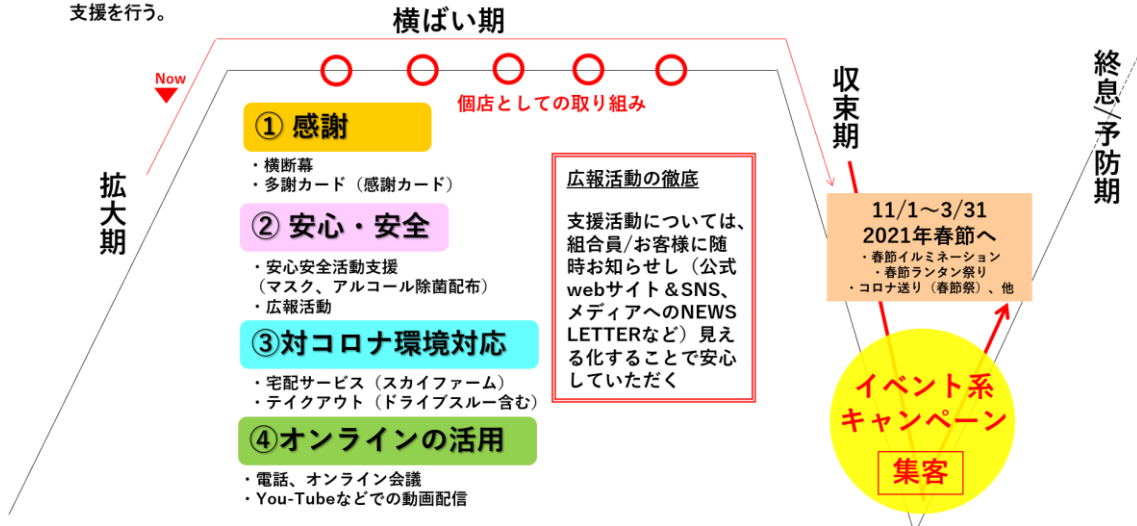 支援を行う。
横ばい期
Now
個店としての取り組み
拡大期
① 感謝
・横断幕
・多謝カード（感謝カード）
② 安心・安全
・安心安全活動支援
（マスク、アルコール除菌配布）
・広報活動
③対コロナ環境対応
・宅配サービス（スカイファーム）
・テイクアウト（ドライブスルー含む）
④オンラインの活用
・電話、オンライン会議
・You-Tubeなどでの動画配信
広報活動の徹底
支援活動については、
組合員/お客様に随
時お知らせし（公式
webサイト＆SNS、
メディアへのNEWS
LETTERなど）見え
る化することで安心
していただく
収束期
11/1～3/31
2021年春節へ
・春節イルミネーション
・春節ランタン祭り
・コロナ送り（春節祭）、他
イベント系
キャンペーン
集客
終息/予防期